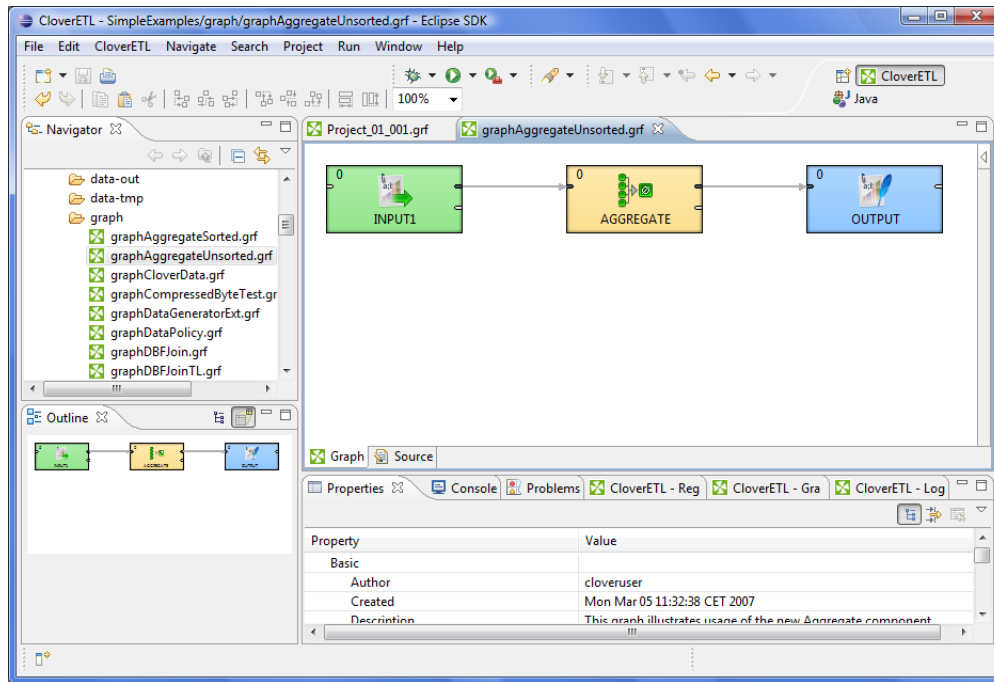 CloverETL - SimpleExamples/graph/graphAggregateUnsorted.grf - Eclipse SDK
File Edit CloverETL Navigate Search Project Run Window Help
CloverETL
100%
Java
Navigator
data-out
data-tmp
graph
graphAggregateSorted.grf
graphAggregateUnsorted.grf
graphCloverData.grf
graphCompressedByteTest.gr
graphDataGeneratorExt.grf
graphDataPolicy.grf
graphDBFJoin.grf
graphDBFJoinTL.grf
Outline
Project_01_001.grf graphAggregateUnsorted.grf
0 0 0
INPUT1 AGGREGATE OUTPUT
Graph Source
Properties Console Problems CloverETL - Reg CloverETL - Gra CloverETL - Log
Property Value
Basic
Author cloveruser
Created Mon Mar 05 11:32:38 CET 2007
Description This graph illustrates usage of the new Aggregate component